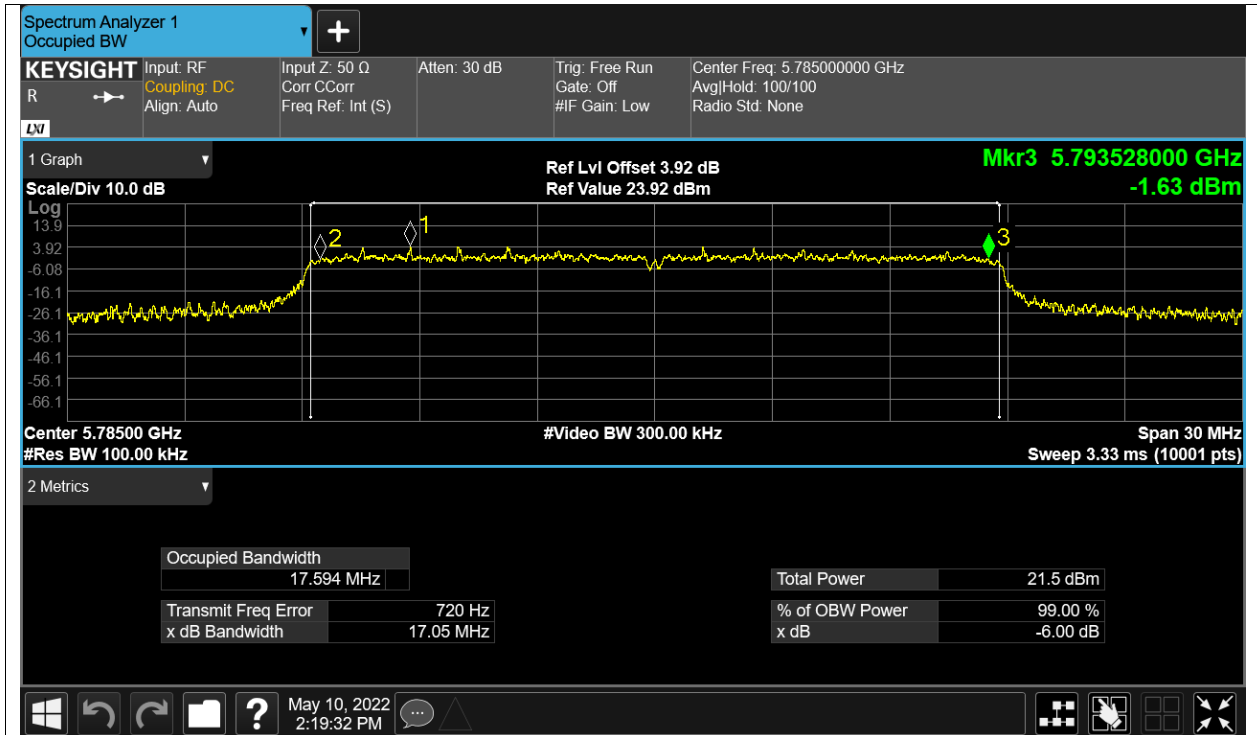 Spectrum Analyzer 1
Occupied BW
KEYSIGHT
R
LXI
Input: RF
Coupling: DC
Align: Auto
Input Z: 50 Ω
Corr CCorr
Freq Ref: Int (S)
Atten: 30 dB
Trig: Free Run
Gate: Off
#IF Gain: Low
Center Freq: 5.785000000 GHz
Avg|Hold: 100/100
Radio Std: None
1 Graph
Scale/Div 10.0 dB
Ref Lvl Offset 3.92 dB
Ref Value 23.92 dBm
Mkr3 5.793528000 GHz
-1.63 dBm
Log
13.9
3.92
-6.08
-16.1
-26.1
-36.1
-46.1
-56.1
-66.1
2
1
3
Center 5.78500 GHz
#Res BW 100.00 kHz
#Video BW 300.00 kHz
Span 30 MHz
Sweep 3.33 ms (10001 pts)
2 Metrics
Occupied Bandwidth
17.594 MHz
Transmit Freq Error 720 Hz
x dB Bandwidth 17.05 MHz
Total Power 21.5 dBm
% of OBW Power 99.00 %
x dB -6.00 dB
?
May 10, 2022
2:19:32 PM